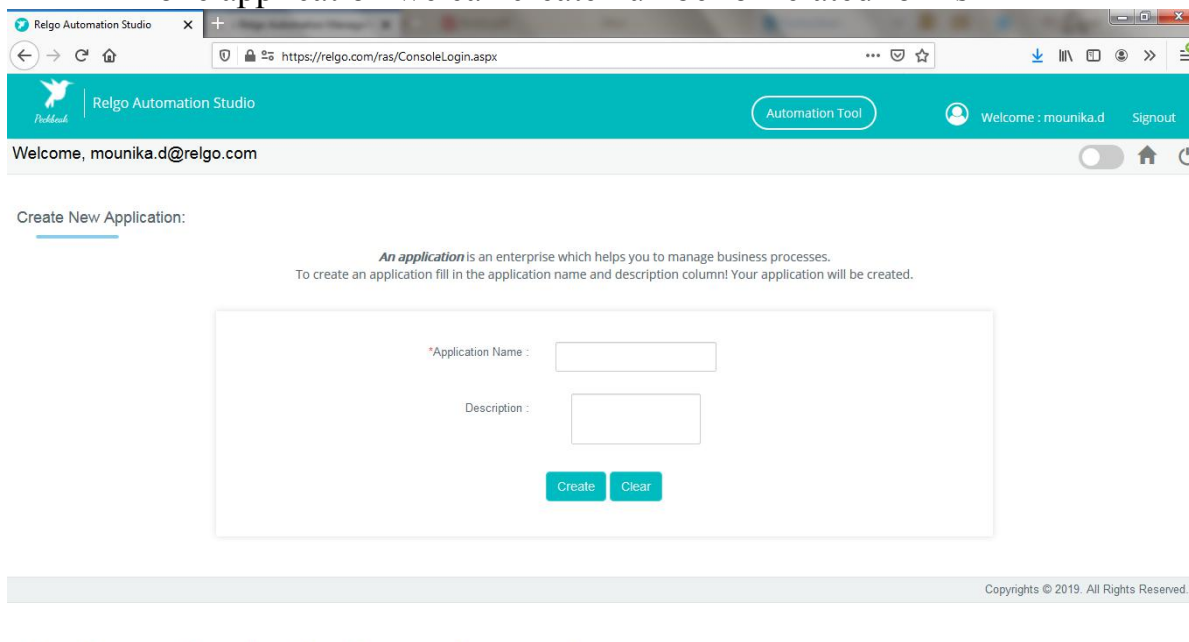 Relgo Automation Studio
https://relgo.com/ras/ConsoleLogin.aspx
Peckbeak
Relgo Automation Studio
Automation Tool
Welcome : mounika.d
Signout
Welcome, mounika.d@relgo.com
Create New Application:
An application is an enterprise which helps you to manage business processes.
To create an application fill in the application name and description column! Your application will be created.
*Application Name :
Description :
Create
Clear
Copyrights © 2019. All Rights Reserved.